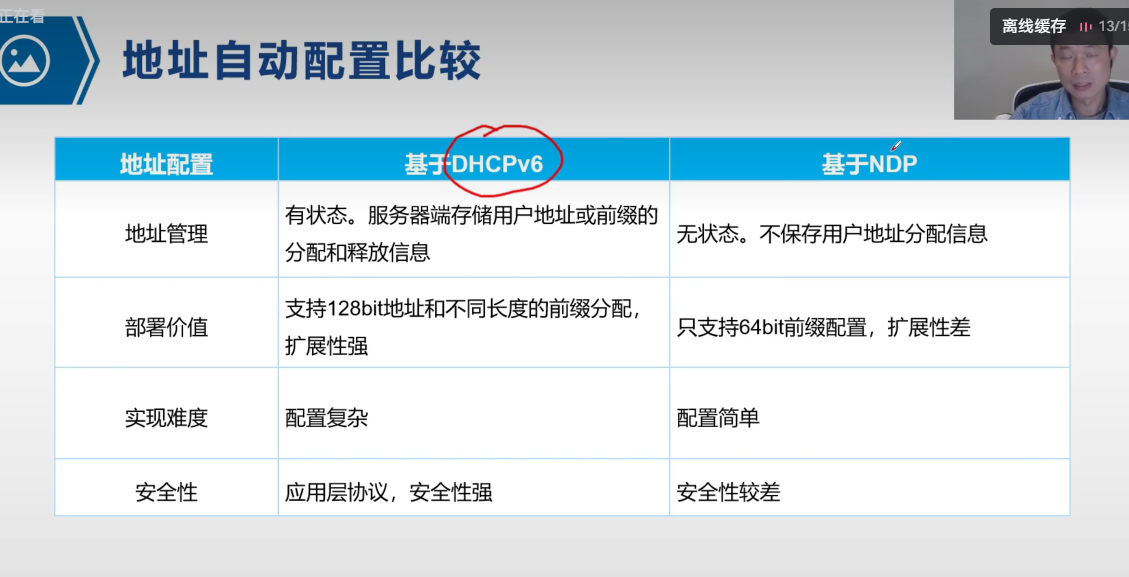 正在看
离线缓存 13/1
地址自动配置比较
地址配置
基于DHCPv6
基于NDP
地址管理
有状态。服务器端存储用户地址或前缀的
分配和释放信息
无状态。不保存用户地址分配信息
部署价值
支持128bit地址和不同长度的前缀分配，
扩展性强
只支持64bit前缀配置，扩展性差
实现难度
配置复杂
配置简单
安全性
应用层协议，安全性强
安全性较差